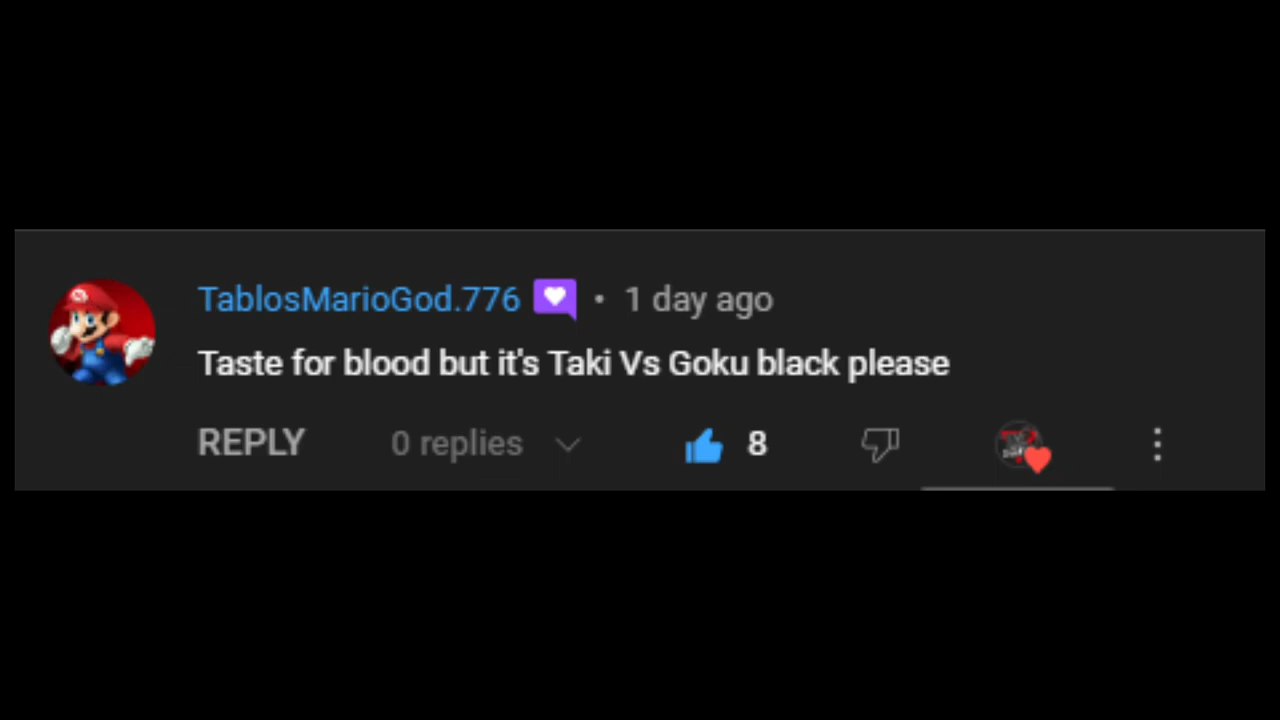 TablosMarioGod.776 • 1 day ago
Taste for blood but it's Taki Vs Goku black please
REPLY 0 replies 8